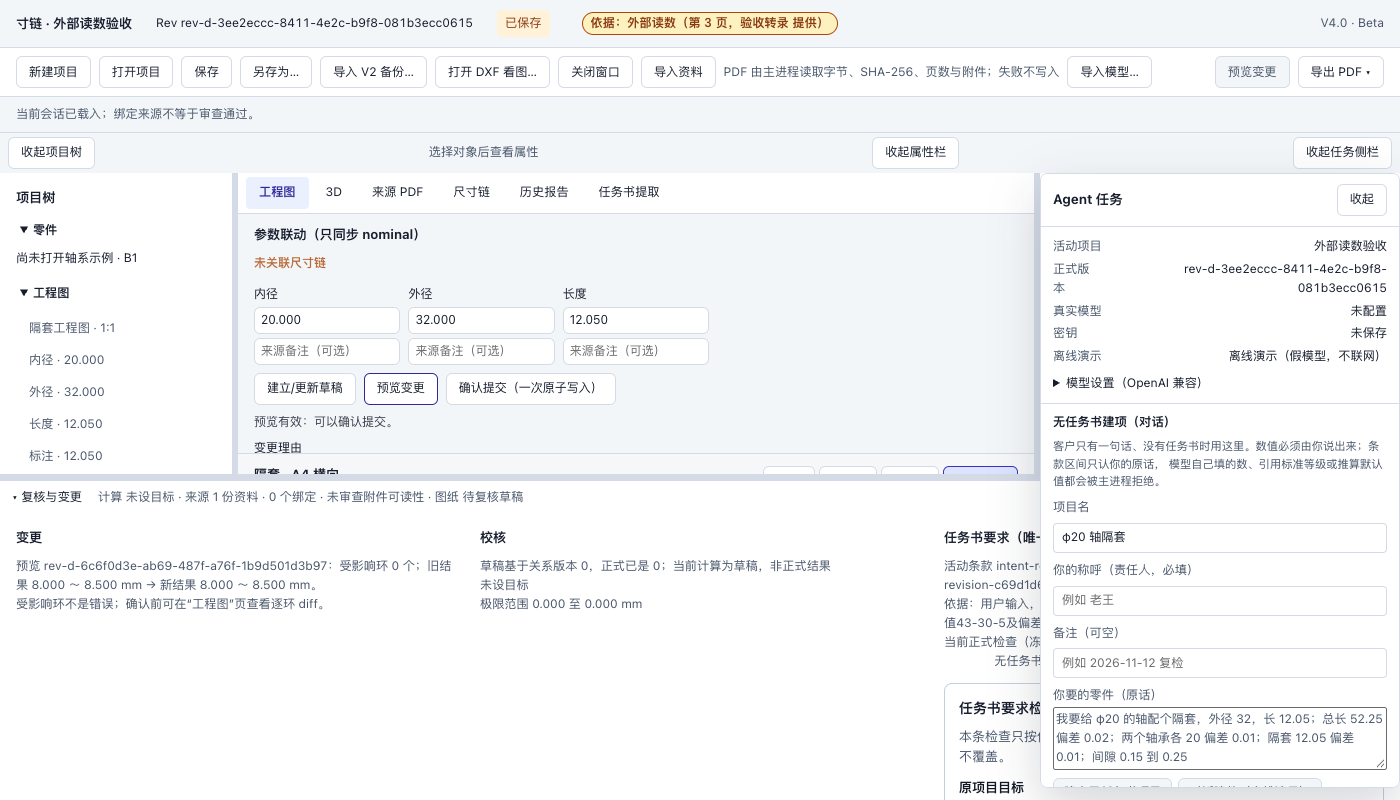 寸链 · 外部读数验收
Rev rev-d-3ee2eccc-8411-4e2c-b9f8-081b3ecc0615
已保存
依据：外部读数（第 3 页，验收转录 提供）
V4.0 · Beta
新建项目
打开项目
保存
另存为…
导入 V2 备份…
打开 DXF 看图…
关闭窗口
导入资料
PDF 由主进程读取字节、SHA-256、页数与附件；失败不写入
导入模型…
预览变更
导出 PDF ▾
当前会话已载入；绑定来源不等于审查通过。
收起项目树
选择对象后查看属性
收起属性栏
收起任务侧栏
项目树
▼ 零件
尚未打开轴系示例 · B1
▼ 工程图
隔套工程图 · 1:1
内径 · 20.000
外径 · 32.000
长度 · 12.050
标注 · 12.050
工程图
3D
来源 PDF
尺寸链
历史报告
任务书提取
参数联动（只同步 nominal）
未关联尺寸链
内径
外径
长度
20.000
32.000
12.050
来源备注（可选）
来源备注（可选）
来源备注（可选）
建立/更新草稿
预览变更
确认提交（一次原子写入）
预览有效：可以确认提交。
变更理由
隔套 · A4 横向
▾ 复核与变更
计算 未设目标 · 来源 1 份资料 · 0 个绑定 · 未审查附件可读性 · 图纸 待复核草稿
变更
预览 rev-d-6c6f0d3e-ab69-487f-a76f-1b9d501d3b97：受影响环 0 个；旧结
果 8.000 ～ 8.500 mm → 新结果 8.000 ～ 8.500 mm。
受影响环不是错误；确认前可在“工程图”页查看逐环 diff。
校核
草稿基于关系版本 0，正式已是 0；当前计算为草稿，非正式结果
未设目标
极限范围 0.000 至 0.000 mm
任务书要求（唯一
活动条款 intent-r
revision-c69d1d6
依据：用户输入，
值43-30-5及偏差
当前正式检查（冻
无任务书
任务书要求检
本条检查只按
不覆盖。
原项目目标
Agent 任务
收起
活动项目
外部读数验收
正式版
本
rev-d-3ee2eccc-8411-4e2c-b9f8-
081b3ecc0615
真实模型
未配置
密钥
未保存
离线演示
离线演示（假模型，不联网）
▶ 模型设置（OpenAI 兼容）
无任务书建项（对话）
客户只有一句话、没有任务书时用这里。数值必须由你说出来；条
款区间只认你的原话， 模型自己填的数、引用标准等级或推算默认
值都会被主进程拒绝。
项目名
φ20 轴隔套
你的称呼（责任人，必填）
例如 老王
备注（可空）
例如 2026-11-12 复检
你要的零件（原话）
我要给 φ20 的轴配个隔套，外径 32，长 12.05；总长 52.25
偏差 0.02；两个轴承各 20 偏差 0.01；隔套 12.05 偏差
0.01；间隙 0.15 到 0.25